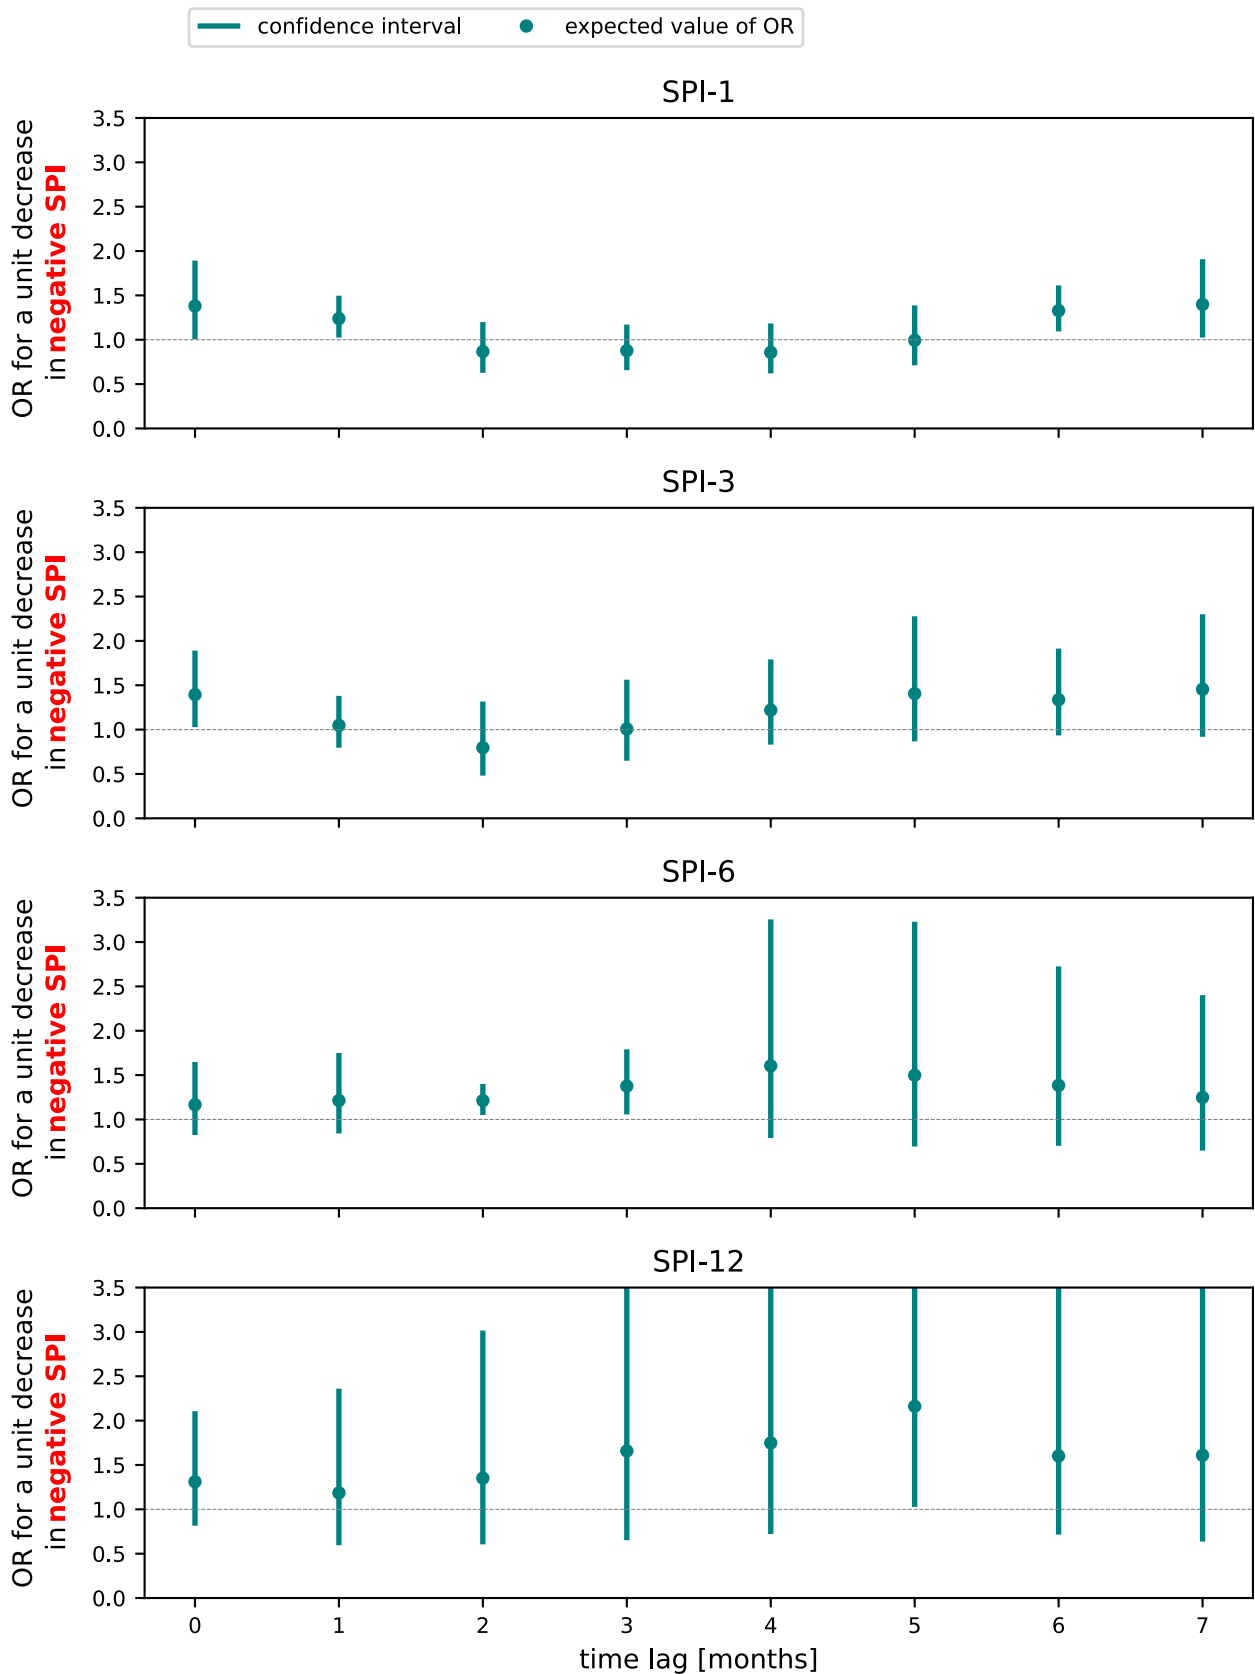 confidence interval expected value of OR
SPI-1
OR for a unit decrease
in negative SPI
3.5
3.0
2.5
2.0
1.5
1.0
0.5
0.0
SPI-3
OR for a unit decrease
in negative SPI
3.5
3.0
2.5
2.0
1.5
1.0
0.5
0.0
SPI-6
OR for a unit decrease
in negative SPI
3.5
3.0
2.5
2.0
1.5
1.0
0.5
0.0
SPI-12
OR for a unit decrease
in negative SPI
3.5
3.0
2.5
2.0
1.5
1.0
0.5
0.0
0 1 2 3 4 5 6 7
time lag [months]